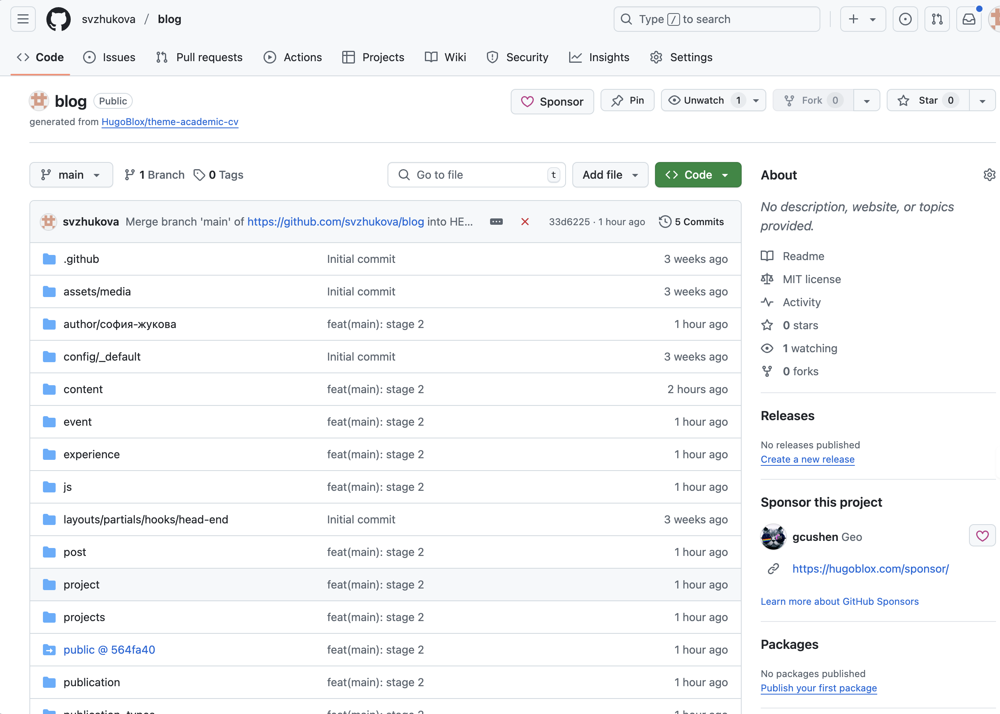 svzhukova / blog
Type / to search
Code Issues Pull requests Actions Projects Wiki Security Insights Settings
blog Public
Sponsor Pin Unwatch 1 Fork 0 Star 0
generated from HugoBlox/theme-academic-cv
main 1 Branch 0 Tags Go to file t Add file Code
svzhukova Merge branch 'main' of https://github.com/svzhukova/blog into HE... 33d6225 · 1 hour ago 5 Commits
.github Initial commit 3 weeks ago
assets/media Initial commit 3 weeks ago
author/софия-жукова feat(main): stage 2 1 hour ago
config/_default Initial commit 3 weeks ago
content feat(main): stage 2 2 hours ago
event feat(main): stage 2 1 hour ago
experience feat(main): stage 2 1 hour ago
js feat(main): stage 2 1 hour ago
layouts/partials/hooks/head-end Initial commit 3 weeks ago
post feat(main): stage 2 1 hour ago
project feat(main): stage 2 1 hour ago
projects feat(main): stage 2 1 hour ago
public @ 564fa40 feat(main): stage 2 1 hour ago
publication feat(main): stage 2 1 hour ago
publication_types feat(main): stage 2 1 hour ago
About
No description, website, or topics
provided.
Readme
MIT license
Activity
0 stars
1 watching
0 forks
Releases
No releases published
Create a new release
Sponsor this project
gcushen Geo
https://hugoblox.com/sponsor/
Learn more about GitHub Sponsors
Packages
No packages published
Publish your first package